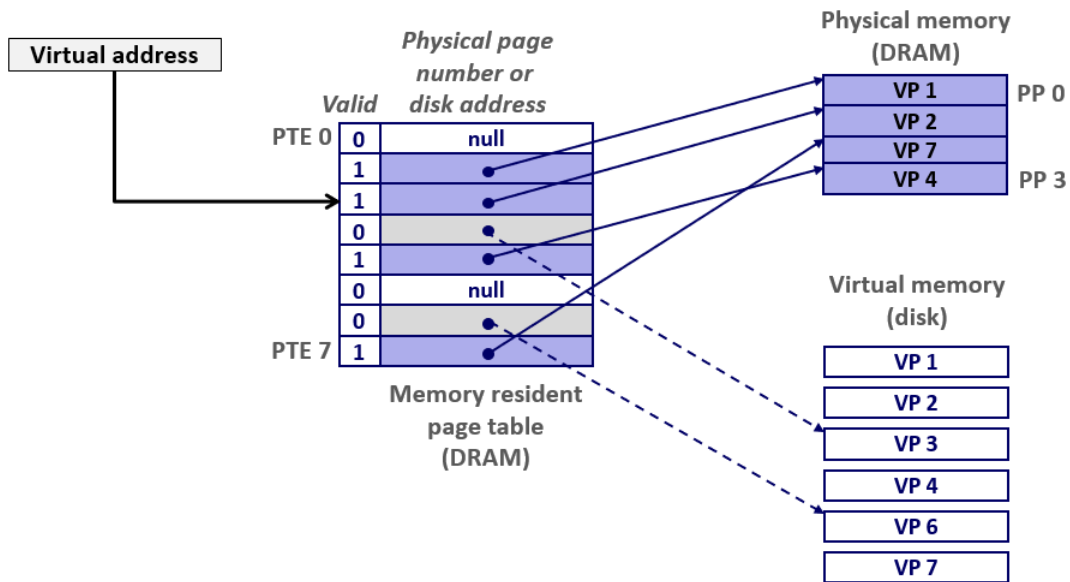 Virtual address
Physical page
number or
disk address
Valid
PTE 0
0 null
1
1
0
1
0 null
0
PTE 7 1
Memory resident
page table
(DRAM)
Physical memory
(DRAM)
VP 1 PP 0
VP 2
VP 7
VP 4 PP 3
Virtual memory
(disk)
VP 1
VP 2
VP 3
VP 4
VP 6
VP 7